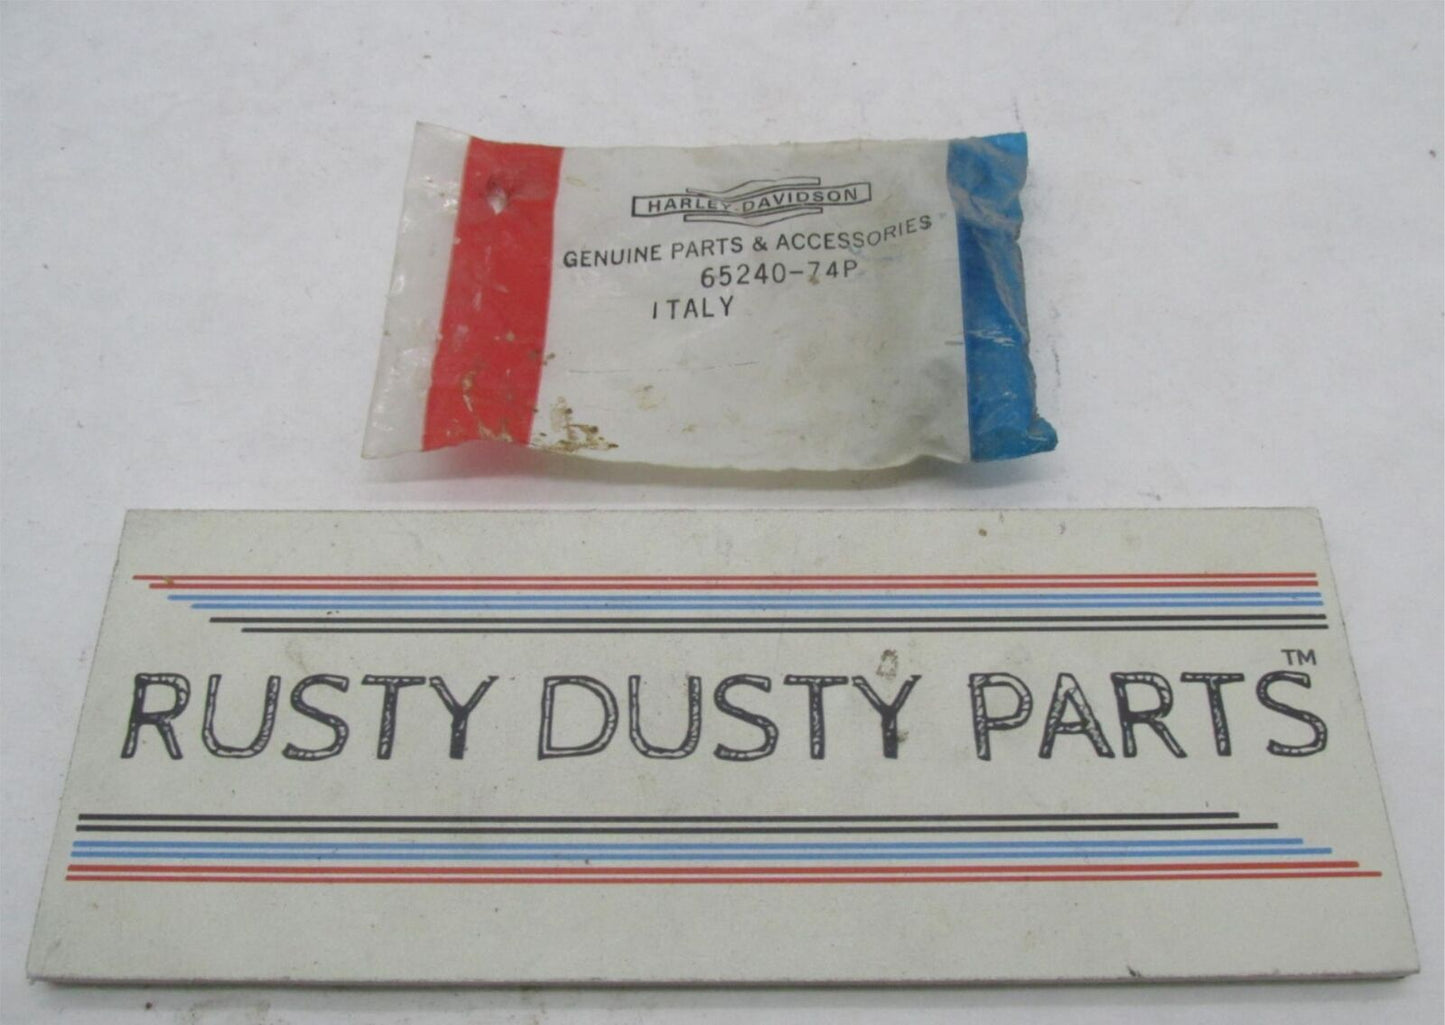 HARLEY-DAVIDSON
GENUINE PARTS & ACCESSORIES
65240-74P
ITALY
RUSTY DUSTY PARTS™